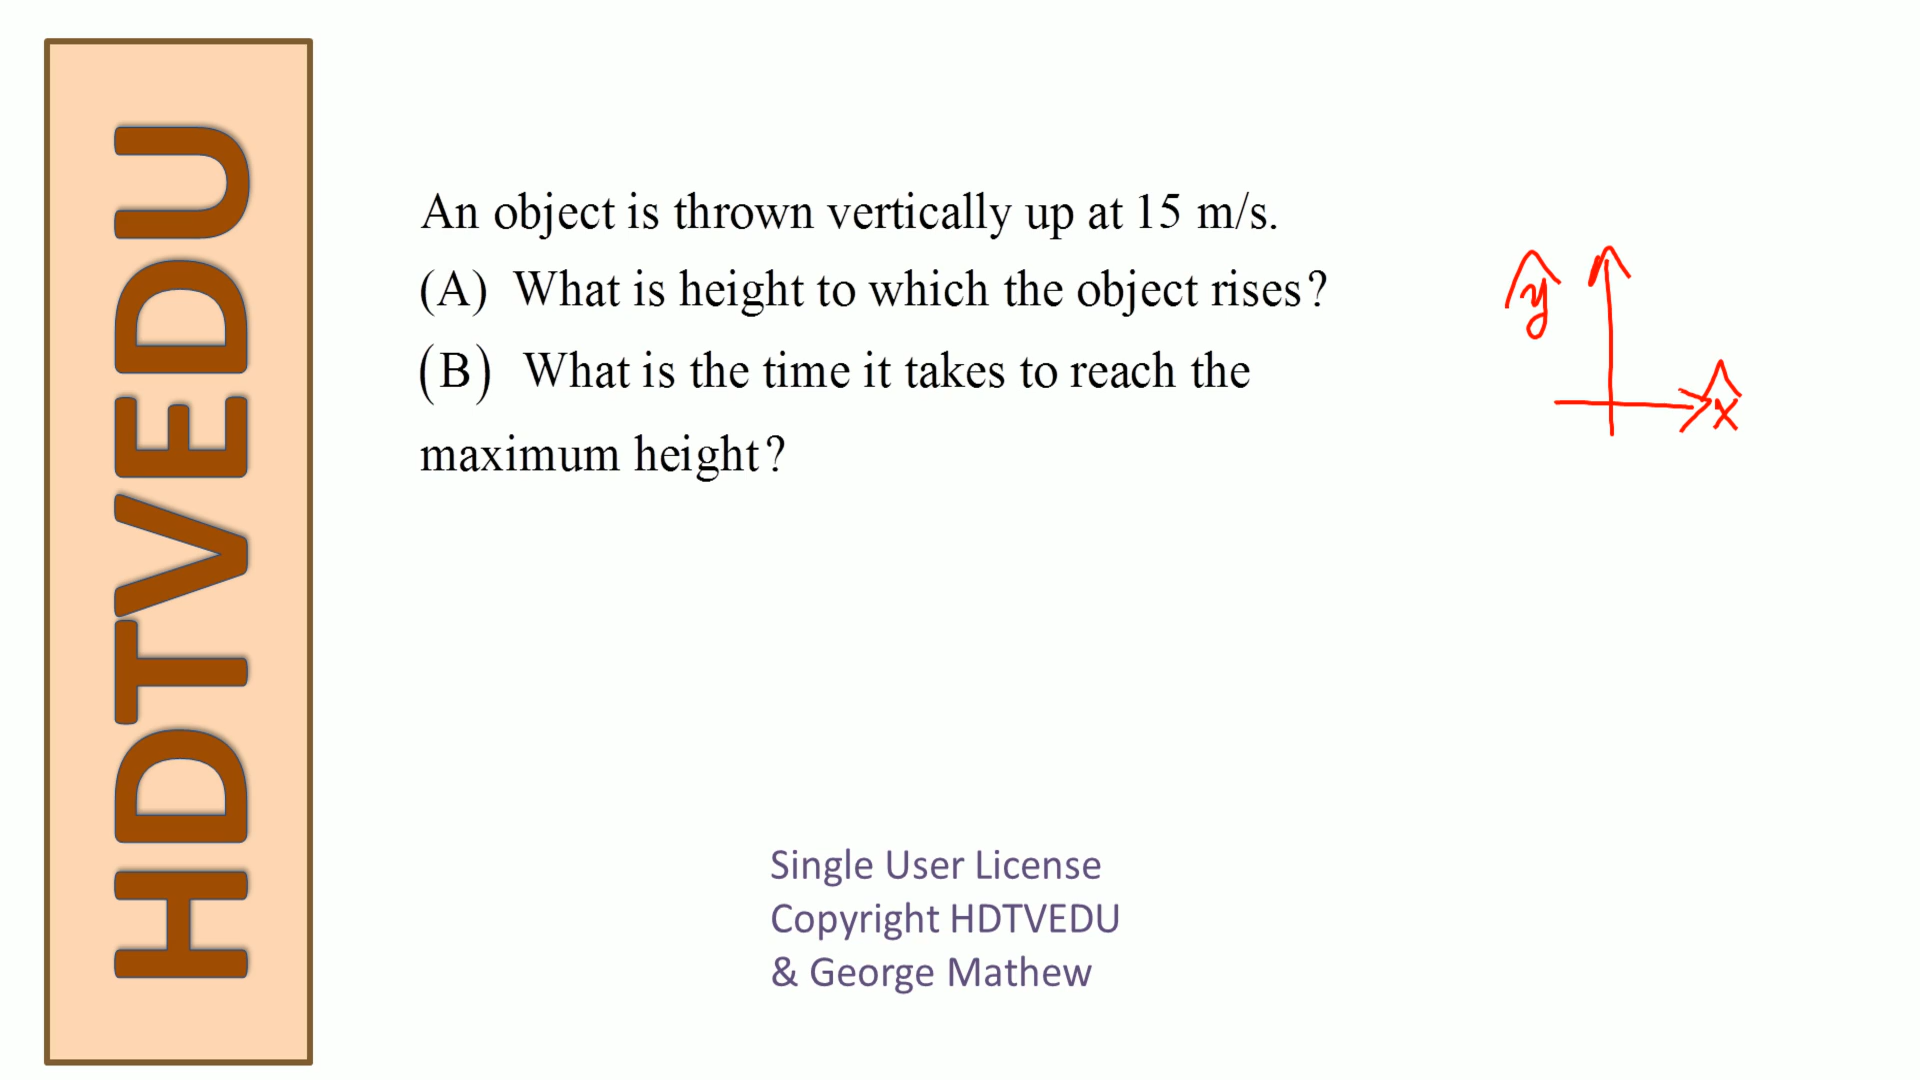 HDTVEDU
An object is thrown vertically up at 15 m/s.
(A) What is height to which the object rises?
(B) What is the time it takes to reach the
maximum height?
ŷ
x̂
Single User License
Copyright HDTVEDU
& George Mathew